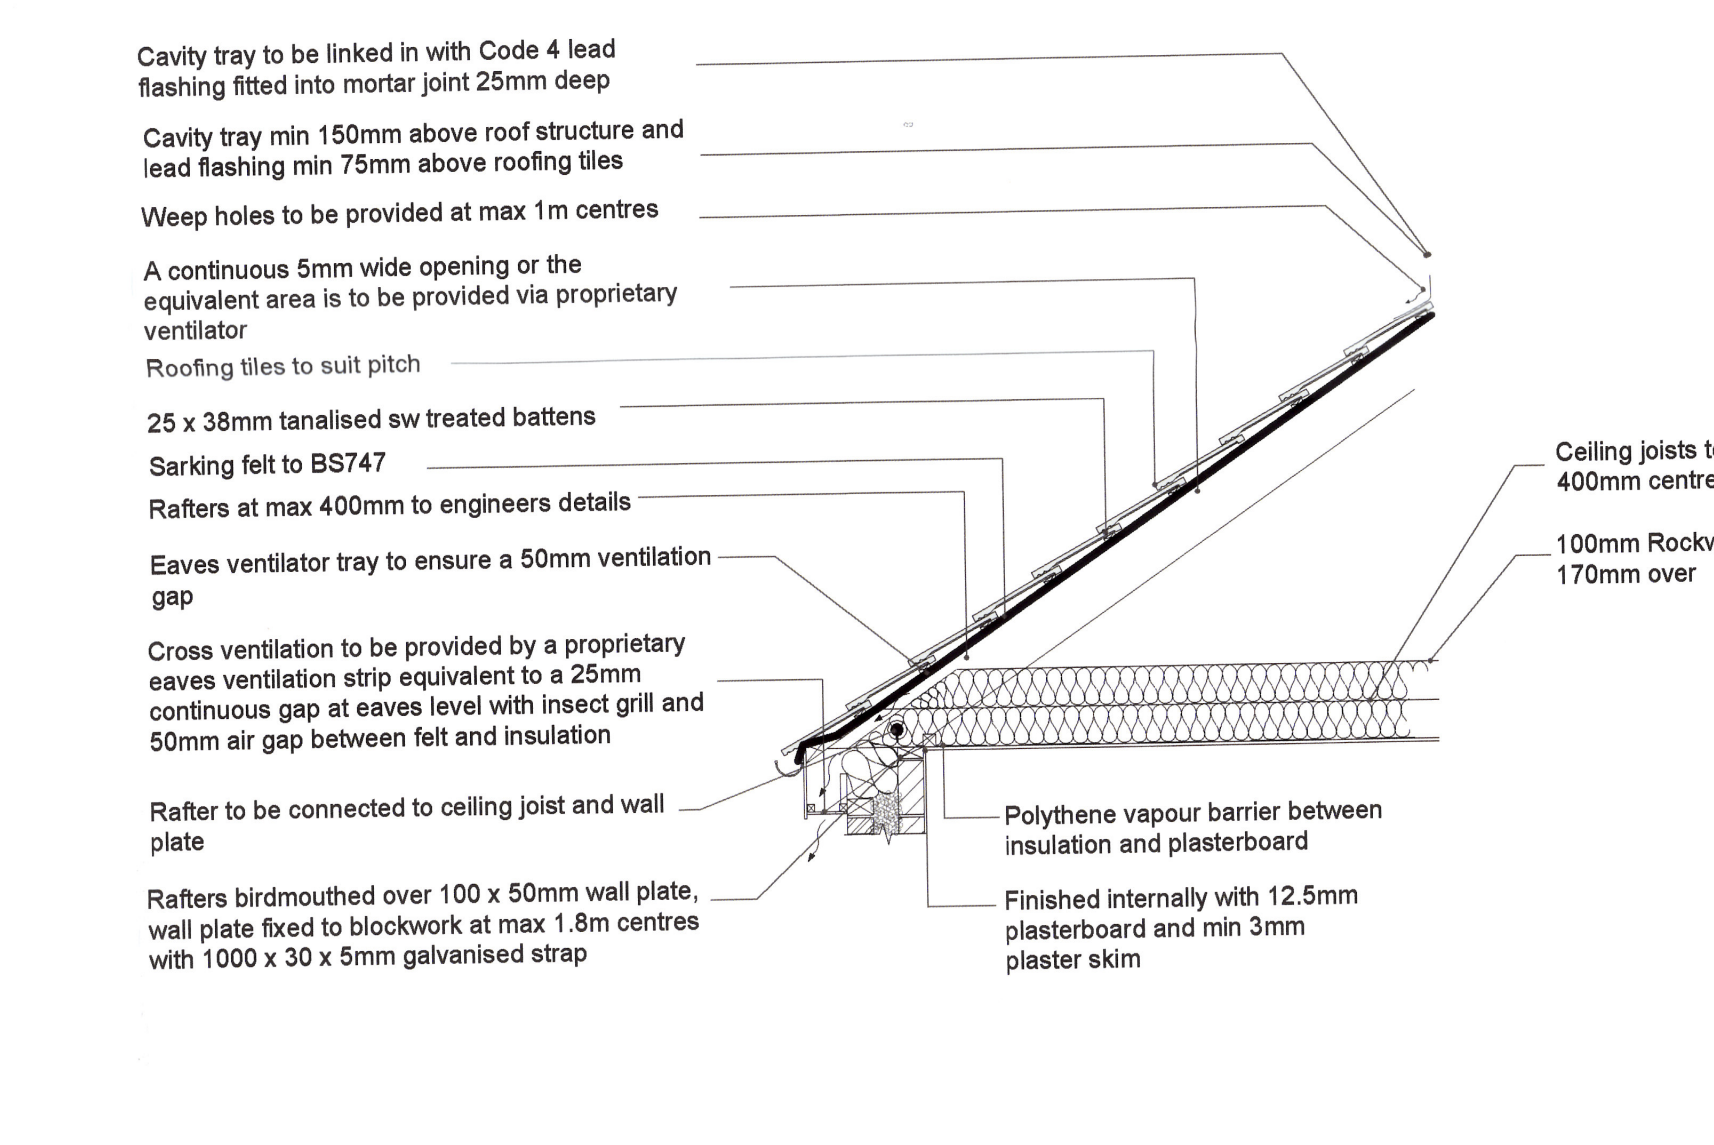 Cavity tray to be linked in with Code 4 lead
flashing fitted into mortar joint 25mm deep
Cavity tray min 150mm above roof structure and
lead flashing min 75mm above roofing tiles
Weep holes to be provided at max 1m centres
A continuous 5mm wide opening or the
equivalent area is to be provided via proprietary
ventilator
Roofing tiles to suit pitch
25 x 38mm tanalised sw treated battens
Sarking felt to BS747
Rafters at max 400mm to engineers details
Eaves ventilator tray to ensure a 50mm ventilation
gap
Cross ventilation to be provided by a proprietary
eaves ventilation strip equivalent to a 25mm
continuous gap at eaves level with insect grill and
50mm air gap between felt and insulation
Rafter to be connected to ceiling joist and wall
plate
Rafters birdmouthed over 100 x 50mm wall plate,
wall plate fixed to blockwork at max 1.8m centres
with 1000 x 30 x 5mm galvanised strap
Ceiling joists
400mm
100mm
170mm over
Polythene vapour barrier between
insulation and plasterboard
Finished internally with 12.5mm
plasterboard and min 3mm
plaster skim